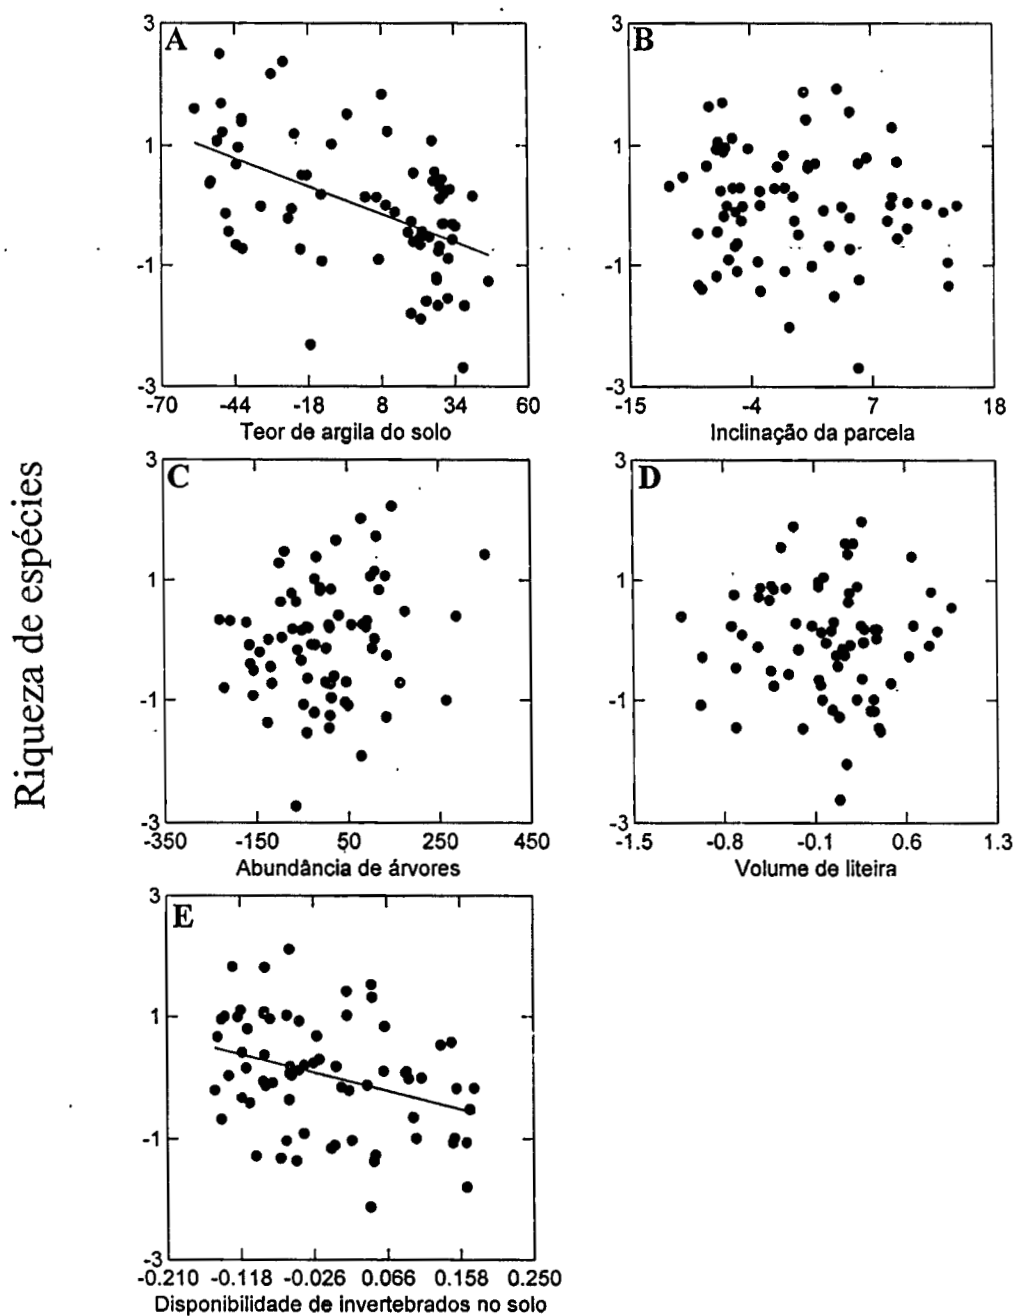 Riqueza de espécies
A
3
1
-1
-3
-70 -44 -18 8 34 60
Teor de argila do solo
B
3
1
-1
-3
-15 -4 7 18
Inclinação da parcela
C
3
1
-1
-3
-350 -150 50 250 450
Abundância de árvores
D
3
1
-1
-3
-1.5 -0.8 -0.1 0.6 1.3
Volume de liteira
E
3
1
-1
-3
-0.210 -0.118 -0.026 0.066 0.158 0.250
Disponibilidade de invertebrados no solo